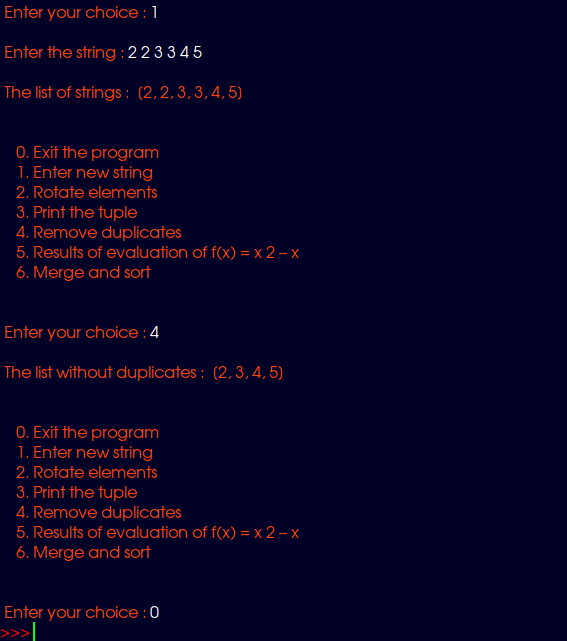 Enter your choice : 1
Enter the string : 2 2 3 3 4 5
The list of strings :  [2, 2, 3, 3, 4, 5]
0. Exit the program
1. Enter new string
2. Rotate elements
3. Print the tuple
4. Remove duplicates
5. Results of evaluation of f(x) = x 2 – x
6. Merge and sort
Enter your choice : 4
The list without duplicates :  [2, 3, 4, 5]
0. Exit the program
1. Enter new string
2. Rotate elements
3. Print the tuple
4. Remove duplicates
5. Results of evaluation of f(x) = x 2 – x
6. Merge and sort
Enter your choice : 0
>>>